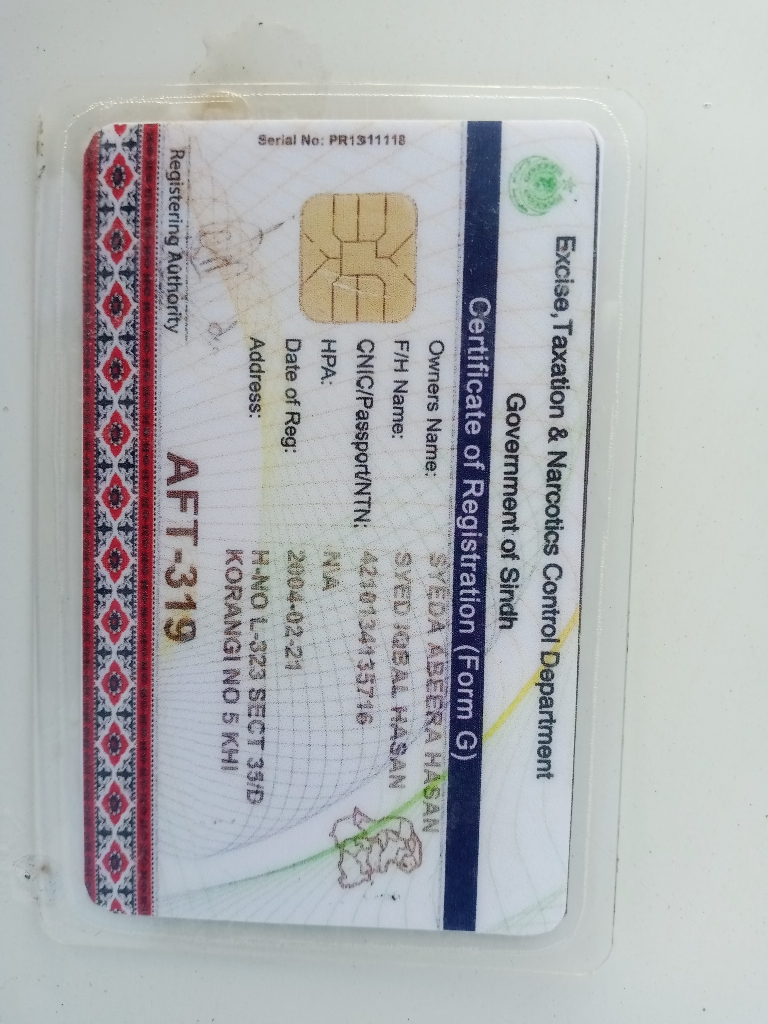 Excise,Taxation & Narcotics Control Department
Government of Sindh
Certificate of Registration (Form G)
Serial No: PR1311118
Owners Name: SYEDA ABEERA HASAN
F/H Name: SYED IQBAL HASAN
CNIC/Passport/NTN: 4210134135716
HPA: N/A
Date of Reg: 2004-02-21
Address: H-NO L-323 SECT 35/D
KORANGI NO 5 KHI
Registering Authority
AFT-319